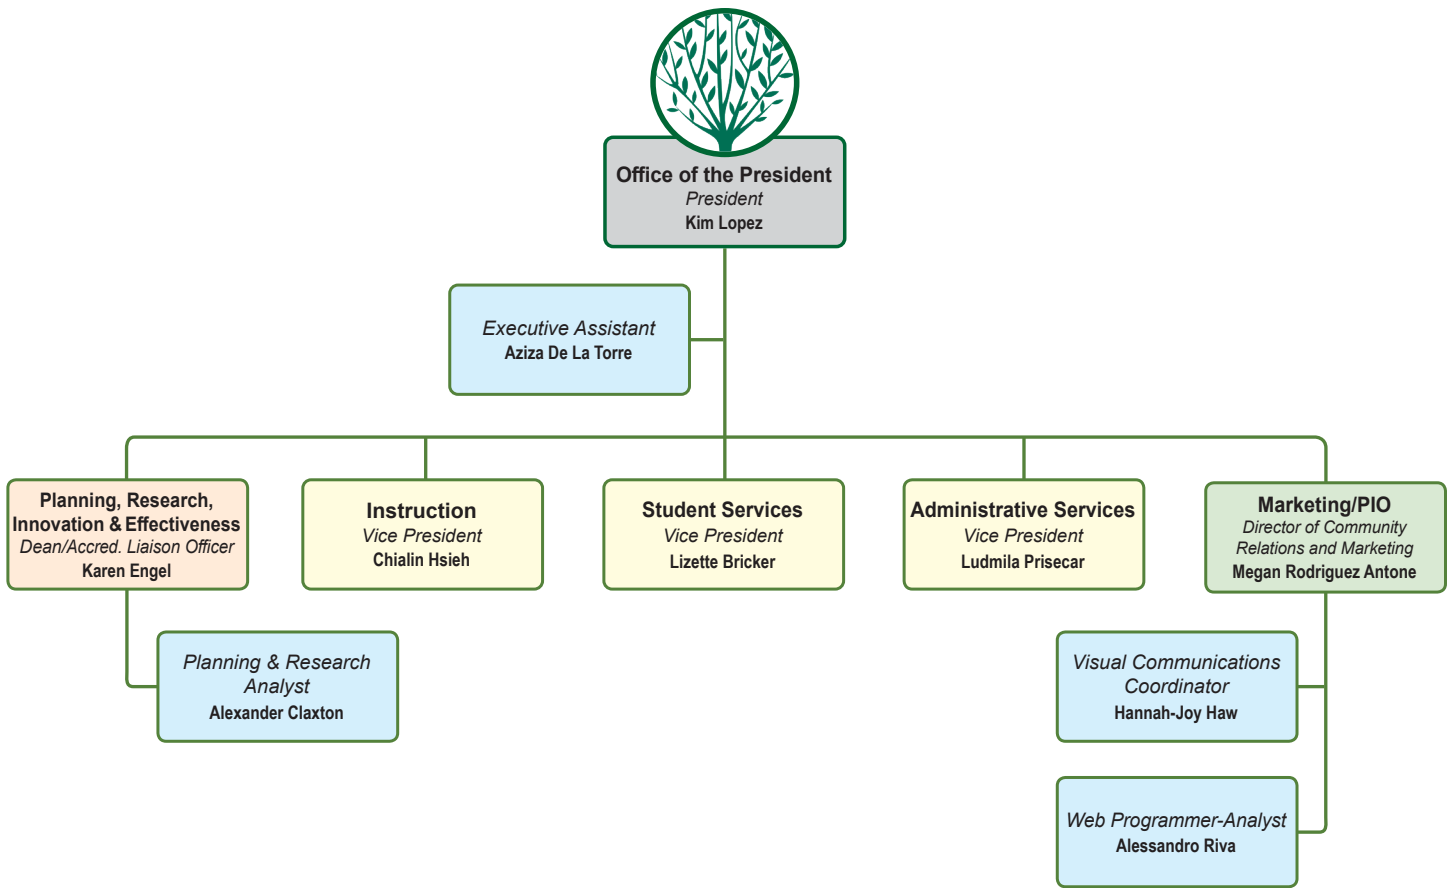 Office of the President
President
Kim Lopez
Executive Assistant
Aziza De La Torre
Planning, Research,
Innovation & Effectiveness
Dean/Accred. Liaison Officer
Karen Engel
Instruction
Vice President
Chialin Hsieh
Student Services
Vice President
Lizette Bricker
Administrative Services
Vice President
Ludmila Prisecar
Marketing/PIO
Director of Community
Relations and Marketing
Megan Rodriguez Antone
Planning & Research
Analyst
Alexander Claxton
Visual Communications
Coordinator
Hannah-Joy Haw
Web Programmer-Analyst
Alessandro Riva